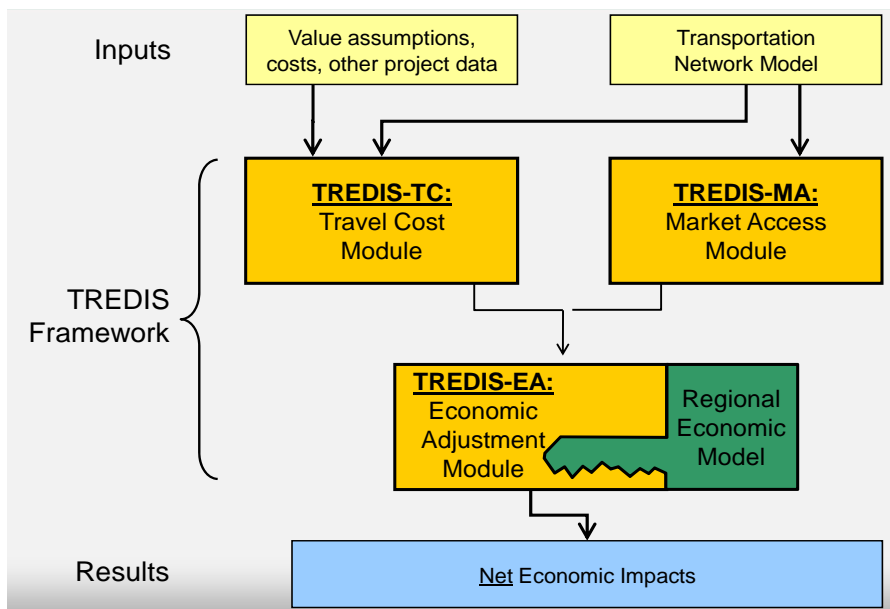 Inputs
Value assumptions,
costs, other project data
Transportation
Network Model
TREDIS-TC:
Travel Cost
Module
TREDIS-MA:
Market Access
Module
TREDIS
Framework
TREDIS-EA:
Economic
Adjustment
Module
Regional
Economic
Model
Results
Net Economic Impacts